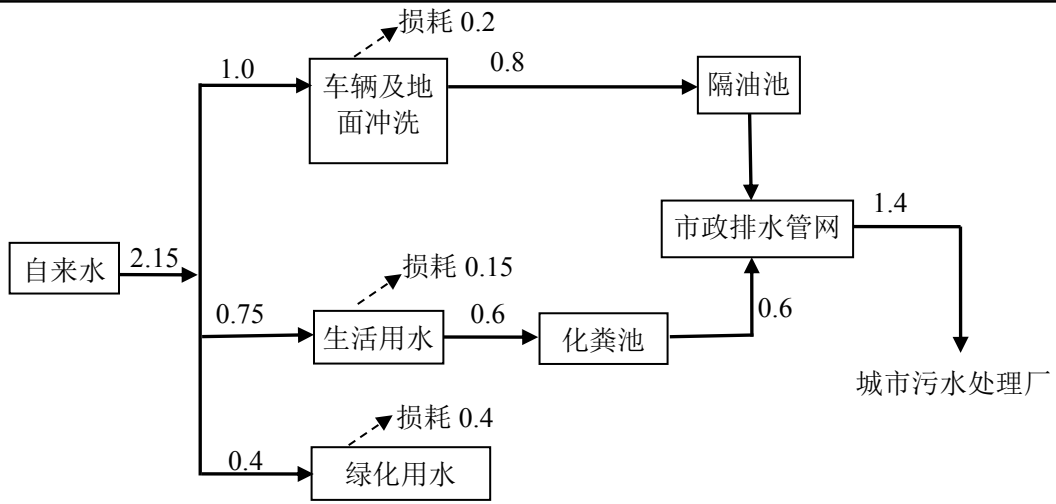 损耗 0.2
1.0
车辆及地
面冲洗
0.8
隔油池
市政排水管网
1.4
自来水
2.15
损耗 0.15
0.75
生活用水
0.6
化粪池
0.6
城市污水处理厂
损耗 0.4
0.4
绿化用水